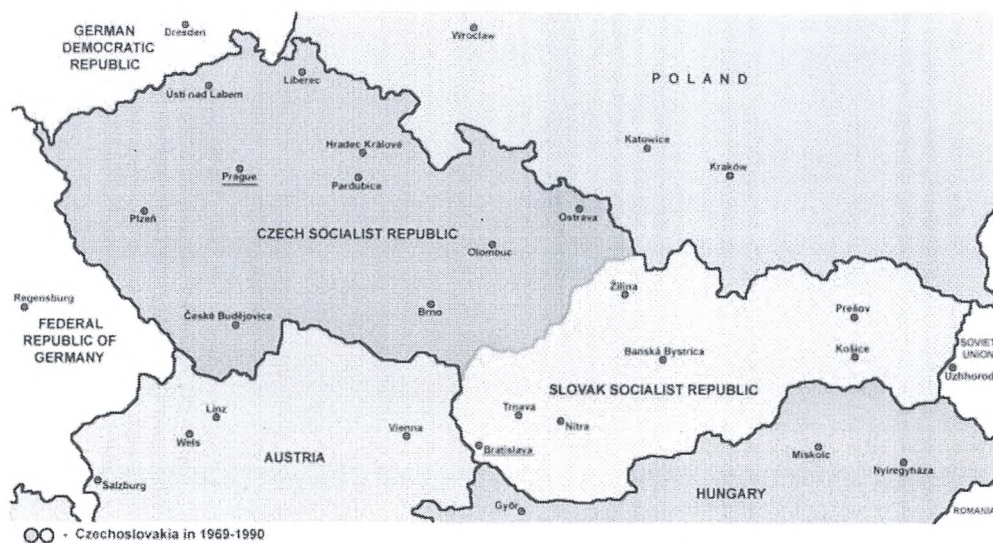 GERMAN
DEMOCRATIC
REPUBLIC
Dresden
Wrocław
POLAND
Liberec
Ústí nad Labem
Katowice
Kraków
Hradec Králové
Prague
Pardubice
Plzeň
Ostrava
CZECH SOCIALIST REPUBLIC
Olomouc
Regensburg
FEDERAL
REPUBLIC OF
GERMANY
České Budějovice
Brno
Žilina
Prešov
SOVIET
UNION
Banská Bystrica
Košice
Uzhhorod
SLOVAK SOCIALIST REPUBLIC
Linz
Wels
Vienna
Trnava
Nitra
Bratislava
AUSTRIA
Salzburg
Miskolc
Nyíregyháza
HUNGARY
Győr
ROMANIA
- Czechoslovakia in 1969-1990